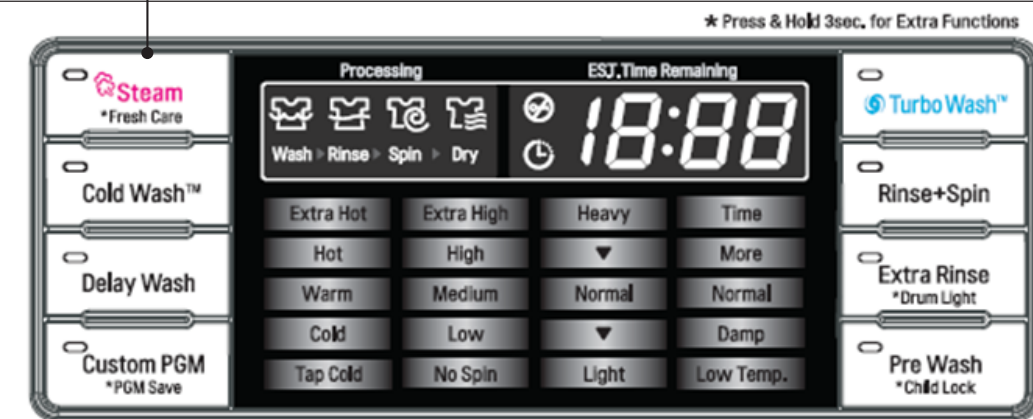 * Press & Hold 3sec. for Extra Functions
Steam
*Fresh Care
Cold Wash™
Delay Wash
Custom PGM
*PGM Save
Processing
EST.Time Remaining
Wash ▸ Rinse ▸ Spin ▸ Dry
18:88
Extra Hot Extra High Heavy Time
Hot High ▼ More
Warm Medium Normal Normal
Cold Low ▼ Damp
Tap Cold No Spin Light Low Temp.
Turbo Wash™
Rinse+Spin
Extra Rinse
*Drum Light
Pre Wash
*Child Lock